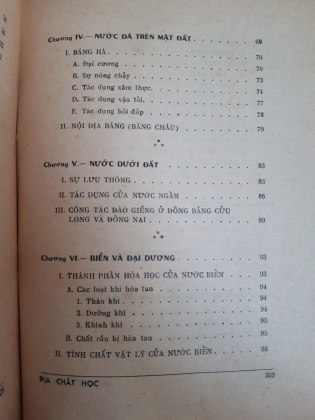 Chương IV.— NƯỚC ĐÁ TRÊN MẶT ĐẤT . . . . 69
I. BĂNG HÀ . . . . 70
A. Đại cương . . . . 70
B. Sự nóng chảy . . . . 73
C. Tác dụng xâm thực. . . . . 74
D. Tác dụng vận tải. . . . . 77
E. Tác dụng bồi đắp . . . . 78
II. NỘI ĐỊA BĂNG (BĂNG CHÂU) . . . . 79
Chương V.— NƯỚC DƯỚI ĐẤT . . . . 83
I. SỰ LƯU THÔNG . . . . 83
II. TÁC DỤNG CỦA NƯỚC NGẦM . . . . 86
III. CÔNG TÁC ĐÀO GIẾNG Ở ĐỒNG BẰNG CỬU
LONG VÀ ĐỒNG NAI . . . . 89
Chương VI.— BIỂN VÀ ĐẠI DƯƠNG . . . . 93
I. THÀNH PHẦN HÓA HỌC CỦA NƯỚC BIỂN . . . . 93
A. Các loại khí hòa tan . . . . 94
1. Thán khí . . . . 94
2. Dưỡng khí . . . . 94
3. Khinh khí . . . . 95
B. Chất rắn bị hòa tan . . . . 95
II. TÍNH CHẤT VẬT LÝ CỦA NƯỚC BIỂN . . . . 98
ĐỊA CHẤT HỌC 303